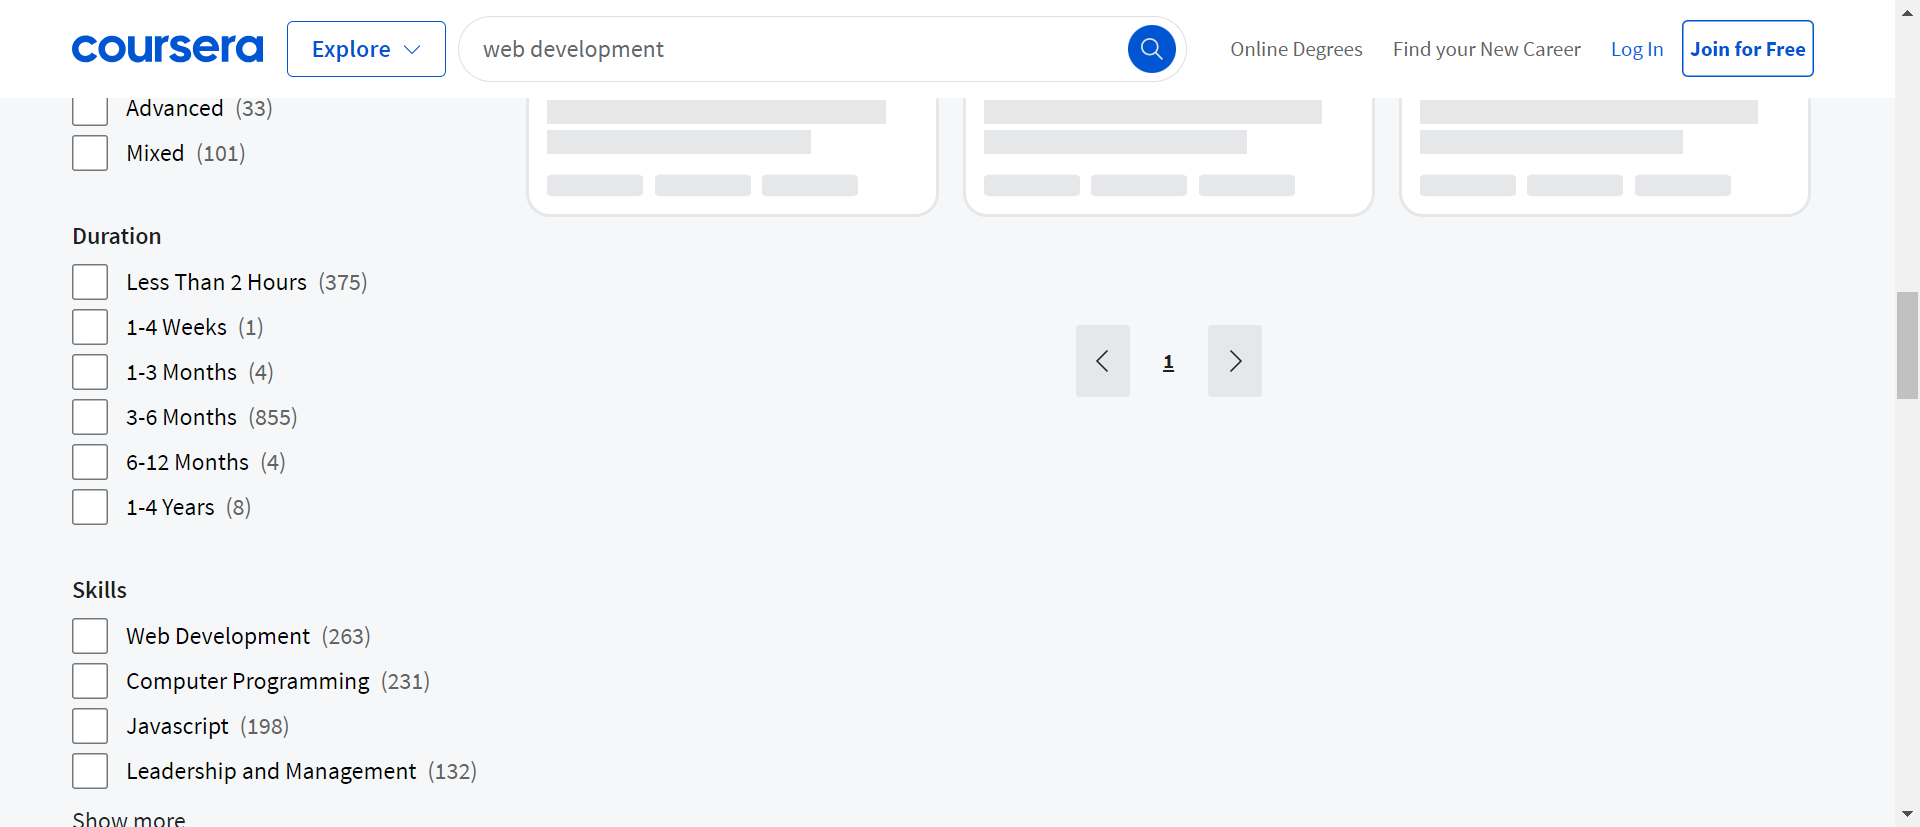 coursera
Explore
web development
Online Degrees
Find your New Career
Log In
Join for Free
Advanced (33)
Mixed (101)
Duration
Less Than 2 Hours (375)
1-4 Weeks (1)
1-3 Months (4)
3-6 Months (855)
6-12 Months (4)
1-4 Years (8)
1
Skills
Web Development (263)
Computer Programming (231)
Javascript (198)
Leadership and Management (132)
Show more